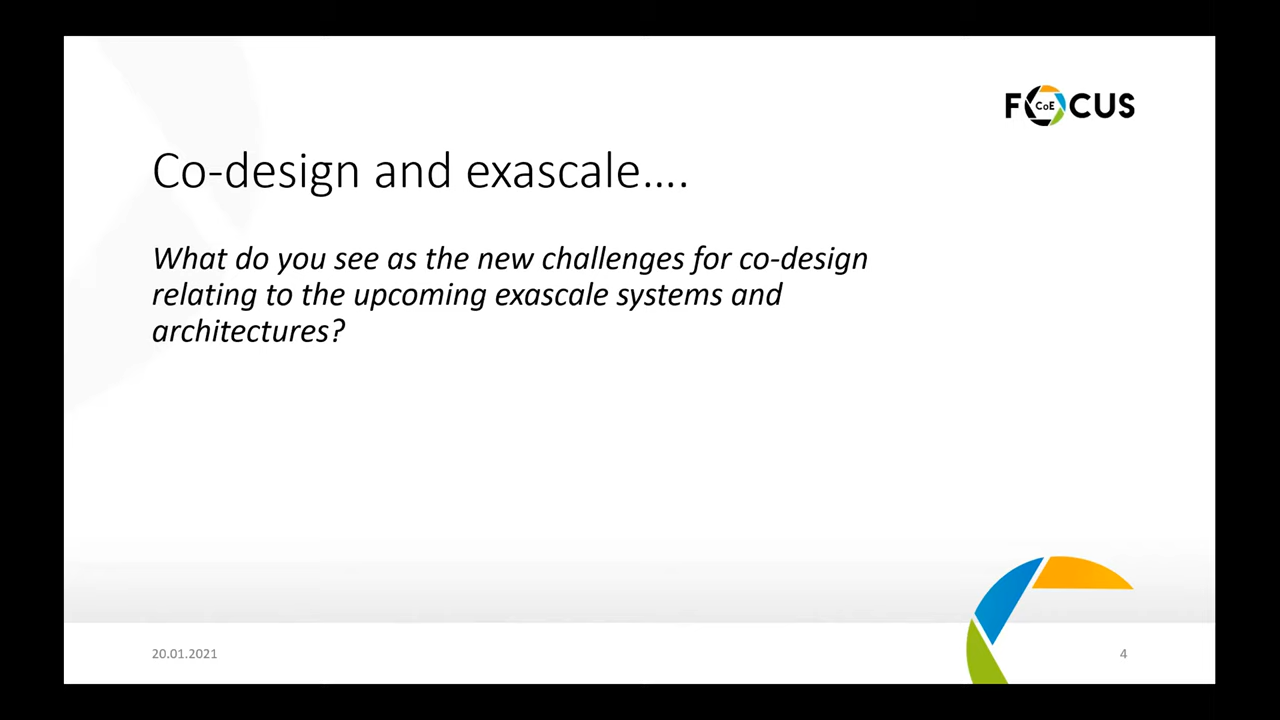 FOCUS
CoE
Co-design and exascale....
What do you see as the new challenges for co-design
relating to the upcoming exascale systems and
architectures?
20.01.2021
4